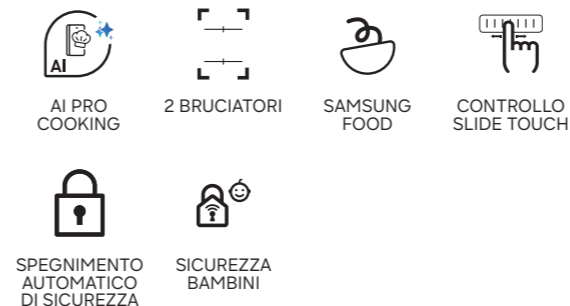 AI
AI PRO
COOKING
2 BRUCIATORI
SAMSUNG
FOOD
CONTROLLO
SLIDE TOUCH
SPEGNIMENTO
AUTOMATICO
DI SICUREZZA
SICUREZZA
BAMBINI